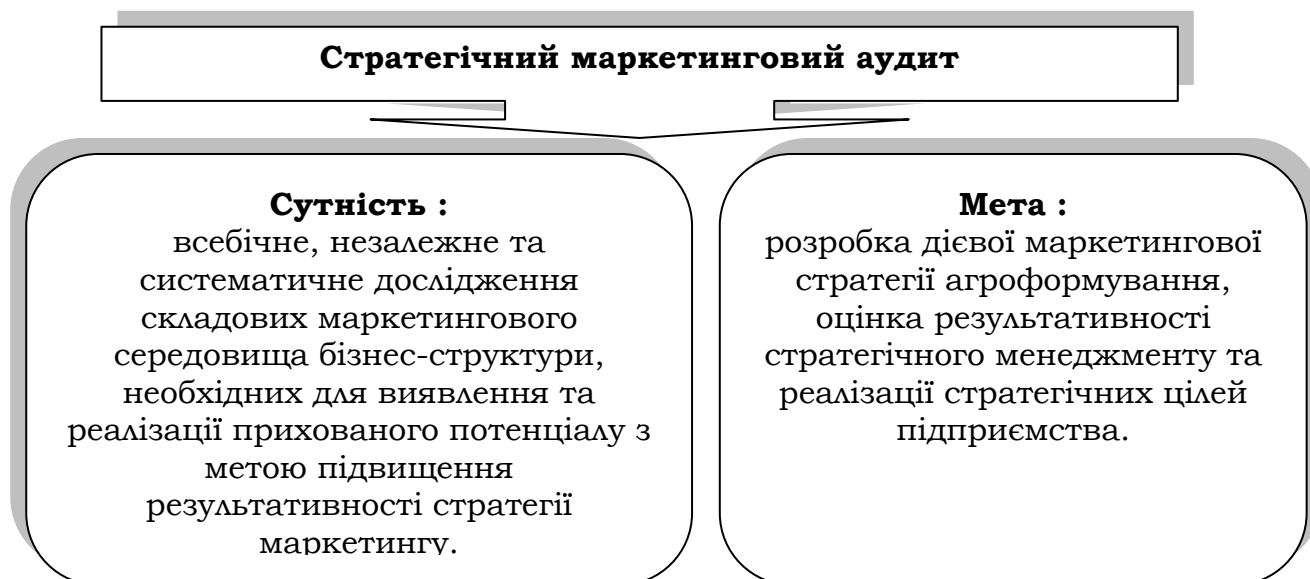 Стратегічний маркетинговий аудит
Сутність :
всебічне, незалежне та
систематичне дослідження
складових маркетингового
середовища бізнес-структури,
необхідних для виявлення та
реалізації прихованого потенціалу з
метою підвищення
результативності стратегії
маркетингу.
Мета :
розробка дієвої маркетингової
стратегії агроформування,
оцінка результативності
стратегічного менеджменту та
реалізації стратегічних цілей
підприємства.